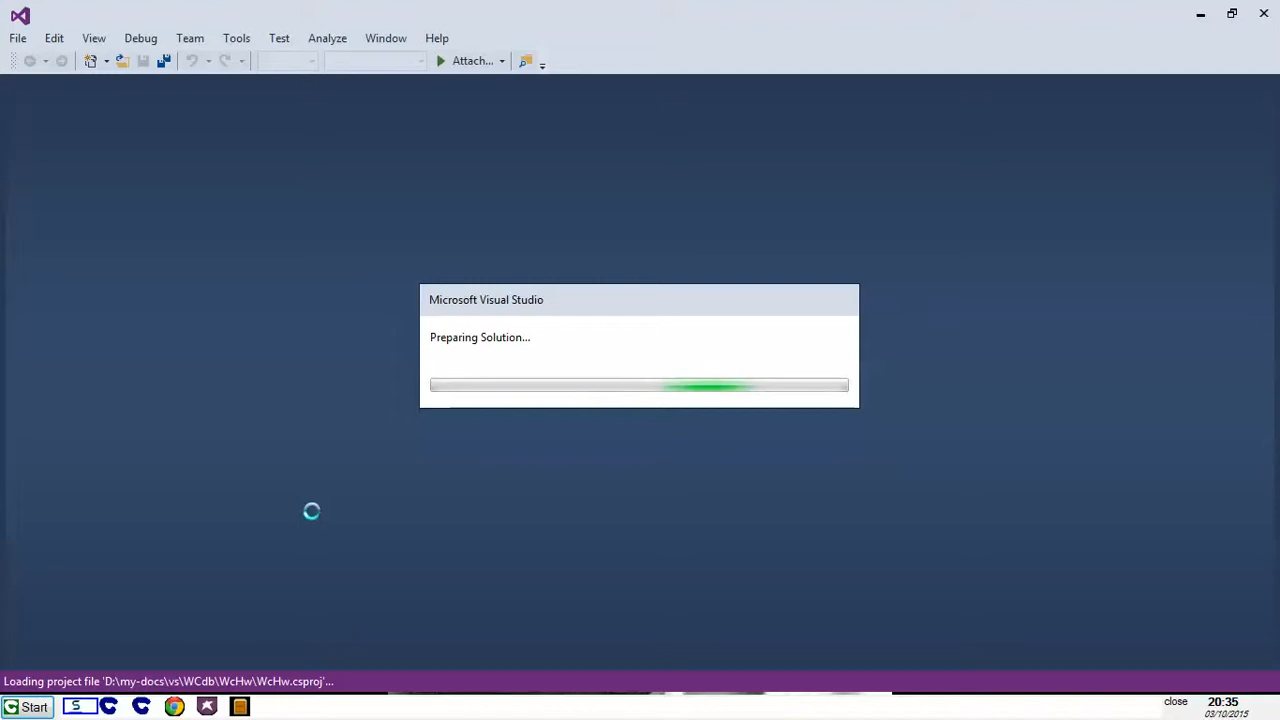 File Edit View Debug Team Tools Test Analyze Window Help
Attach...
Microsoft Visual Studio
Preparing Solution...
Loading project file 'D:\my-docs\vs\WCdb\WcHw\WcHw.csproj'...
Start S close 20:35
03/10/2015